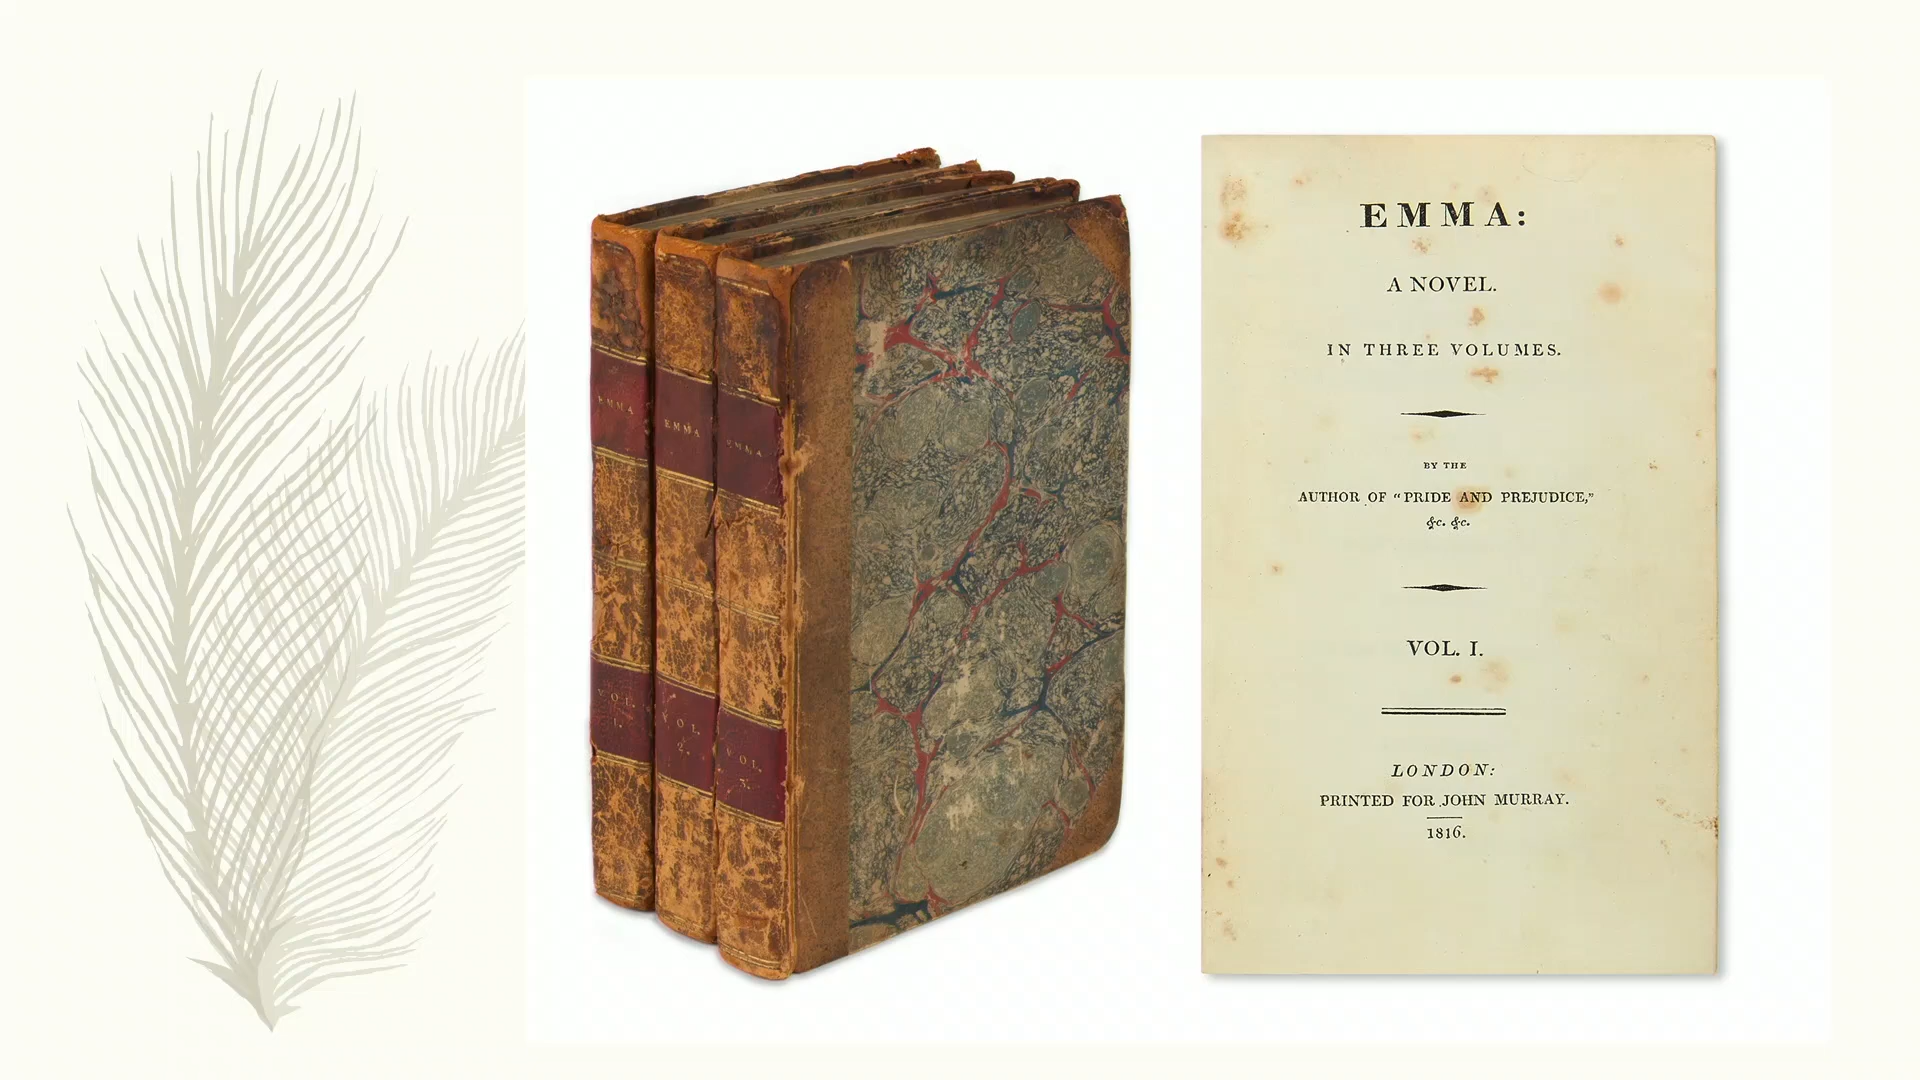 EMMA
VOL.
1.
EMMA
VOL.
2.
EMMA
VOL.
3.
EMMA:
A NOVEL.
IN THREE VOLUMES.
BY THE
AUTHOR OF “PRIDE AND PREJUDICE,”
&c. &c.
VOL. I.
LONDON:
PRINTED FOR JOHN MURRAY.
1816.